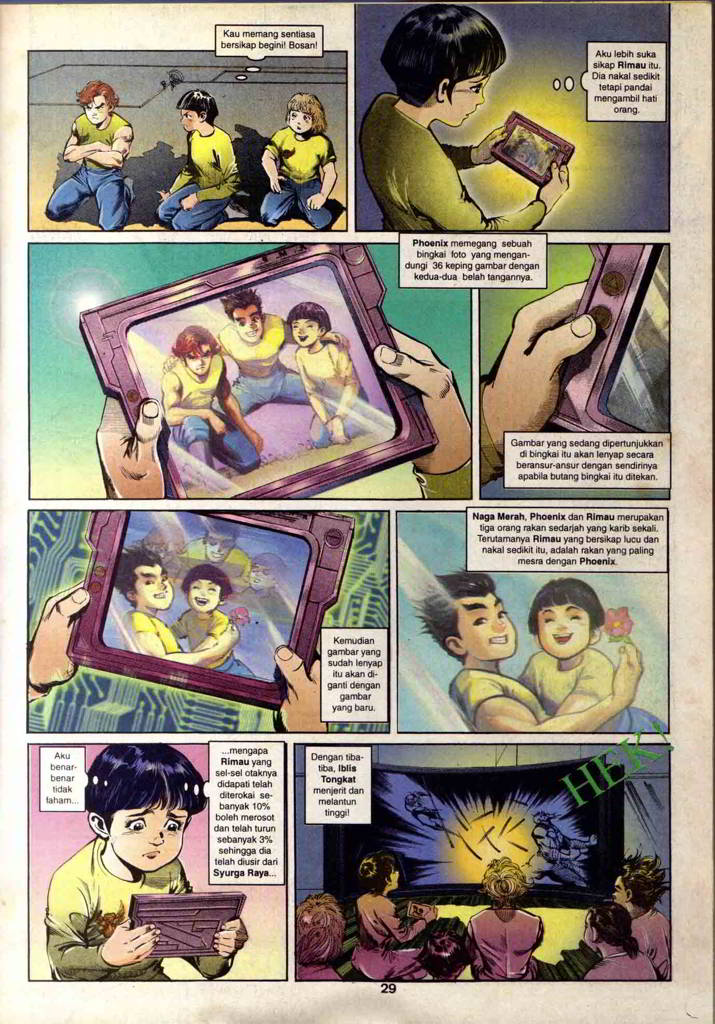 Kau memang sentiasa
bersikap begini! Bosan!
Aku lebih suka
sikap Rimau itu.
Dia nakal sedikit
tetapi pandai
mengambil hati
orang.
Phoenix memegang sebuah
bingkai foto yang mengan-
dungi 36 keping gambar dengan
kedua-dua belah tangannya.
Gambar yang sedang dipertunjukkan
di bingkai itu akan lenyap secara
beransur-ansur dengan sendirinya
apabila butang bingkai itu ditekan.
Kemudian
gambar yang
sudah lenyap
itu akan di-
ganti dengan
gambar
yang baru.
Naga Merah, Phoenix dan Rimau merupakan
tiga orang rakan sedarjah yang karib sekali.
Terutamanya Rimau yang bersikap lucu dan
nakal sedikit itu, adalah rakan yang paling
mesra dengan Phoenix.
Aku
benar-
benar
tidak
faham...
...mengapa
Rimau yang
sel-sel otaknya
didapati telah
diterokai se-
banyak 10%
boleh merosot
dan telah turun
sebanyak 3%
sehingga dia
telah diusir dari
Syurga Raya...
Dengan tiba-
tiba, Iblis
Tongkat
menjerit dan
melantun
tinggi!
HEK!
29